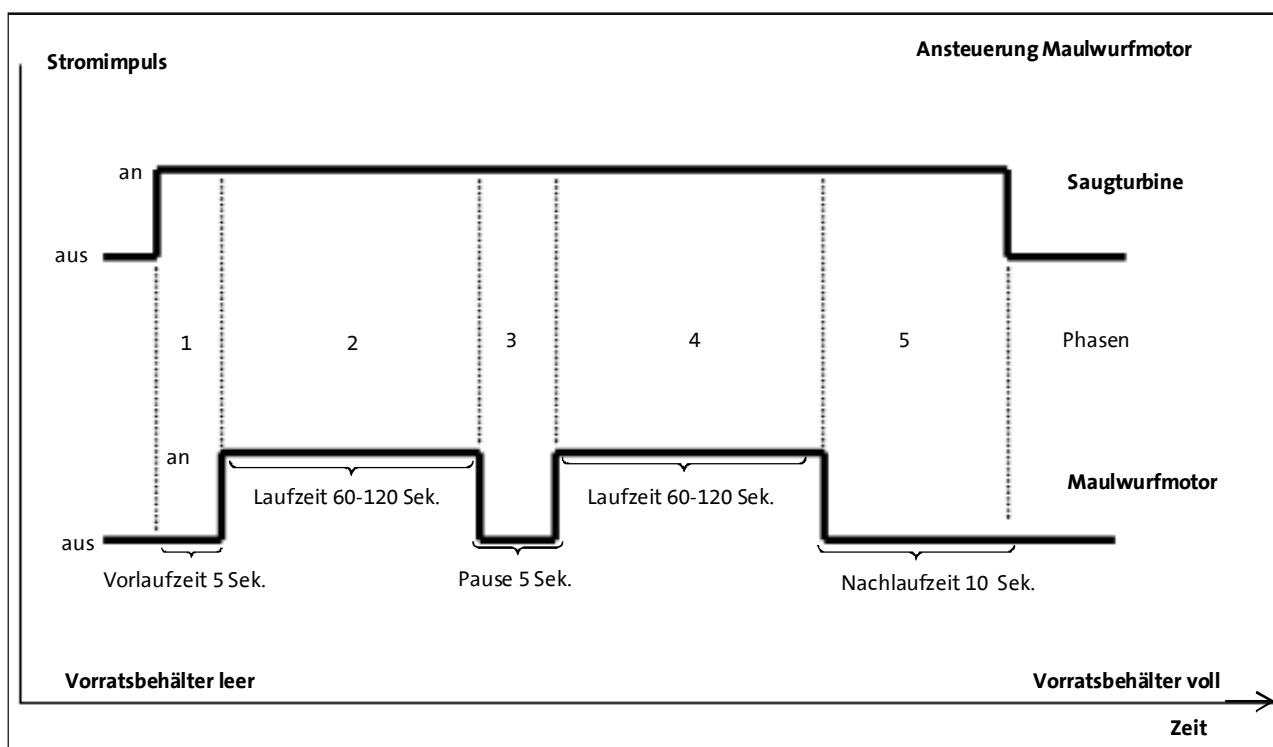 Ansteuerung Maulwurfmotor
Stromimpuls
an
Saugturbine
aus
1
2
3
4
5
Phasen
an
Laufzeit 60-120 Sek.
Laufzeit 60-120 Sek.
Maulwurfmotor
aus
Vorlaufzeit 5 Sek.
Pause 5 Sek.
Nachlaufzeit 10 Sek.
Vorratsbehälter leer
Vorratsbehälter voll
Zeit